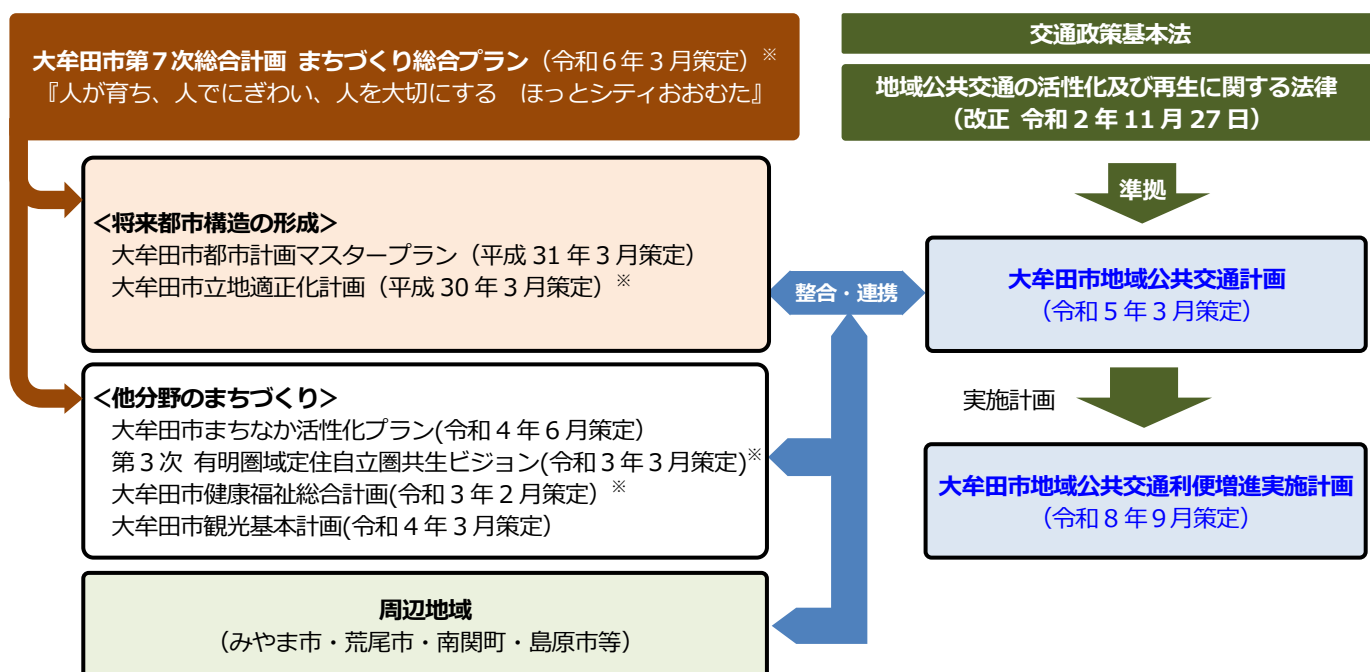 大牟田市第7次総合計画 まちづくり総合プラン（令和6年3月策定）※
『人が育ち、人でにぎわい、人を大切にする　ほっとシティおおむた』
交通政策基本法
地域公共交通の活性化及び再生に関する法律
（改正 令和2年11月27日）
準拠
＜将来都市構造の形成＞
大牟田市都市計画マスタープラン（平成31年3月策定）
大牟田市立地適正化計画（平成30年3月策定）※
整合・連携
大牟田市地域公共交通計画
（令和5年3月策定）
実施計画
＜他分野のまちづくり＞
大牟田市まちなか活性化プラン(令和4年6月策定）
第3次 有明圏域定住自立圏共生ビジョン(令和3年3月策定)※
大牟田市健康福祉総合計画(令和3年2月策定）※
大牟田市観光基本計画(令和4年3月策定）
大牟田市地域公共交通利便増進実施計画
（令和8年9月策定）
周辺地域
（みやま市・荒尾市・南関町・島原市等）